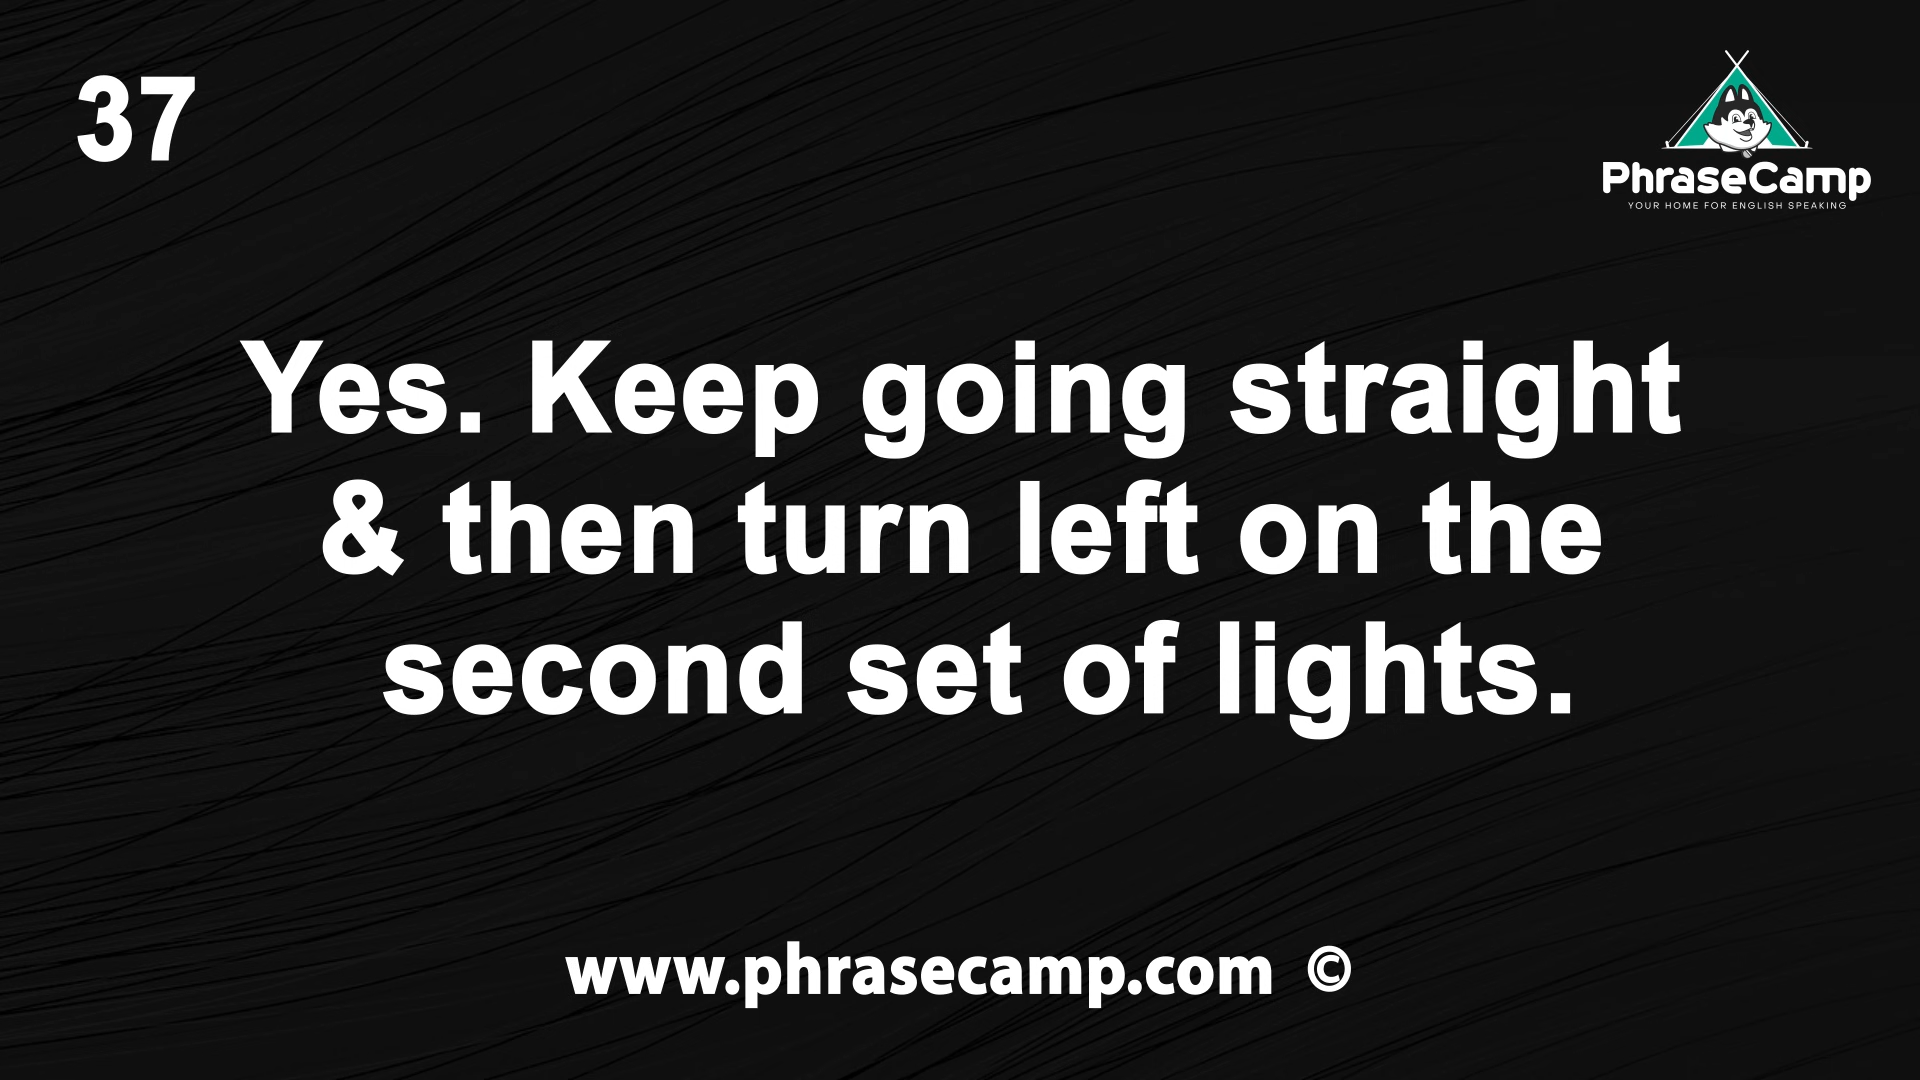 37
PhraseCamp
YOUR HOME FOR ENGLISH SPEAKING
Yes. Keep going straight
& then turn left on the
second set of lights.
www.phrasecamp.com ©